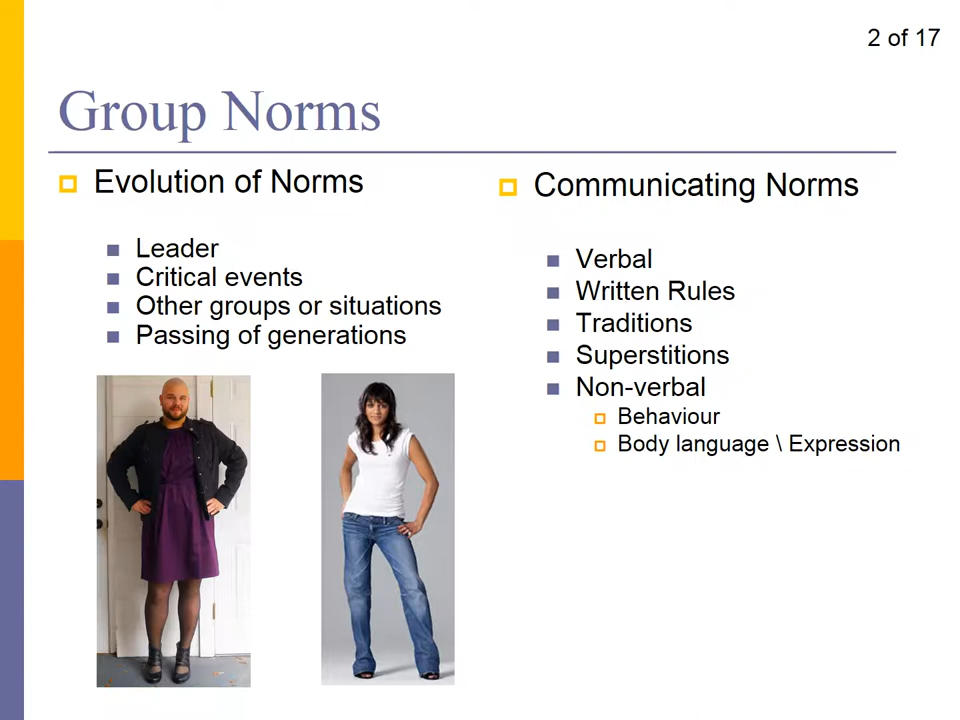 2 of 17
Group Norms
Evolution of Norms
Leader
Critical events
Other groups or situations
Passing of generations
Communicating Norms
Verbal
Written Rules
Traditions
Superstitions
Non-verbal
Behaviour
Body language \ Expression